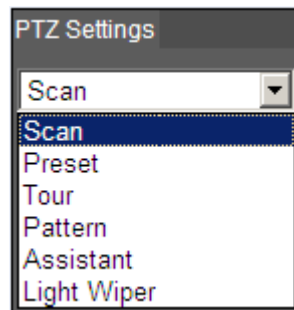 PTZ Settings
Scan
Scan
Preset
Tour
Pattern
Assistant
Light Wiper